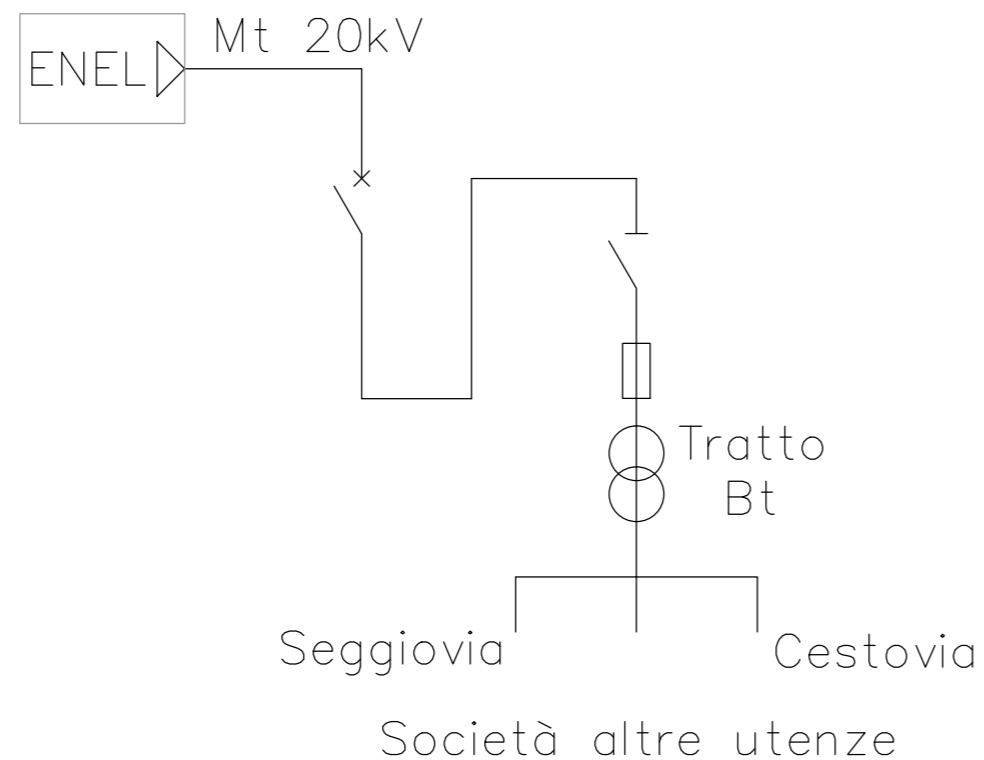 ENEL
Mt 20kV
Tratto
Bt
Seggiovia
Cestovia
Società altre utenze